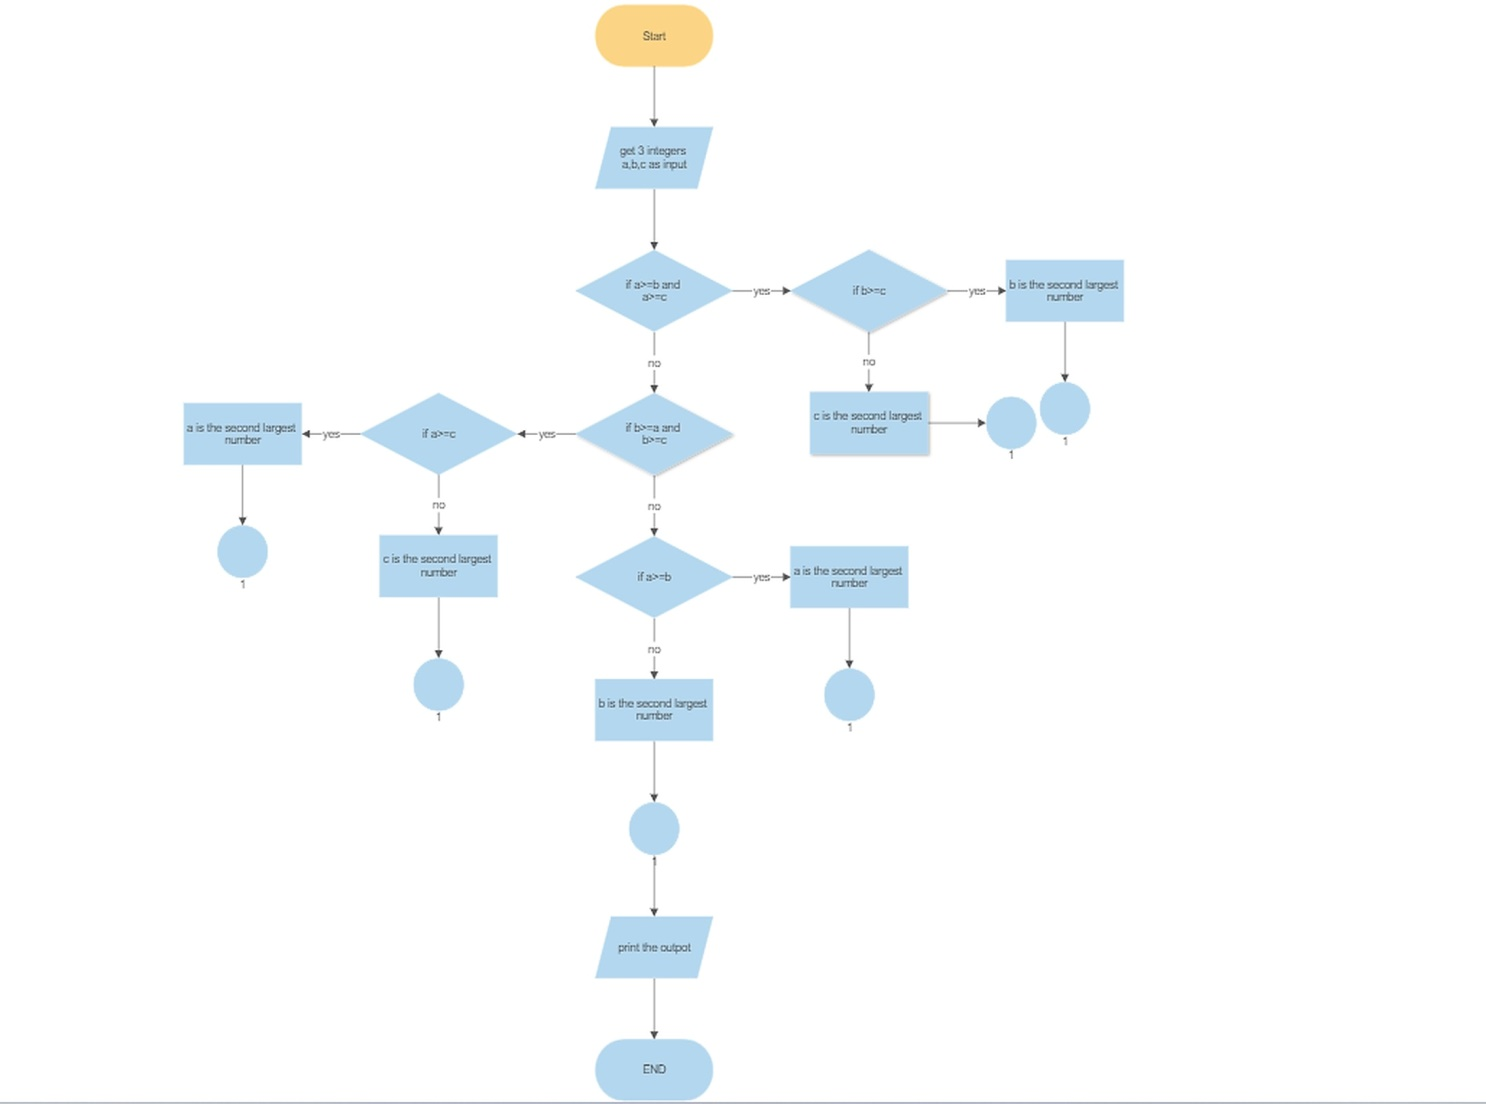 Start
get 3 integers
a,b,c as input
if a>=b and
a>=c
yes
if b>=c
yes
b is the second largest
number
no
no
c is the second largest
number
1
1
a is the second largest
number
yes
if a>=c
yes
if b>=a and
b>=c
no
no
1
c is the second largest
number
if a>=b
yes
a is the second largest
number
no
1
b is the second largest
number
1
1
print the outpot
END